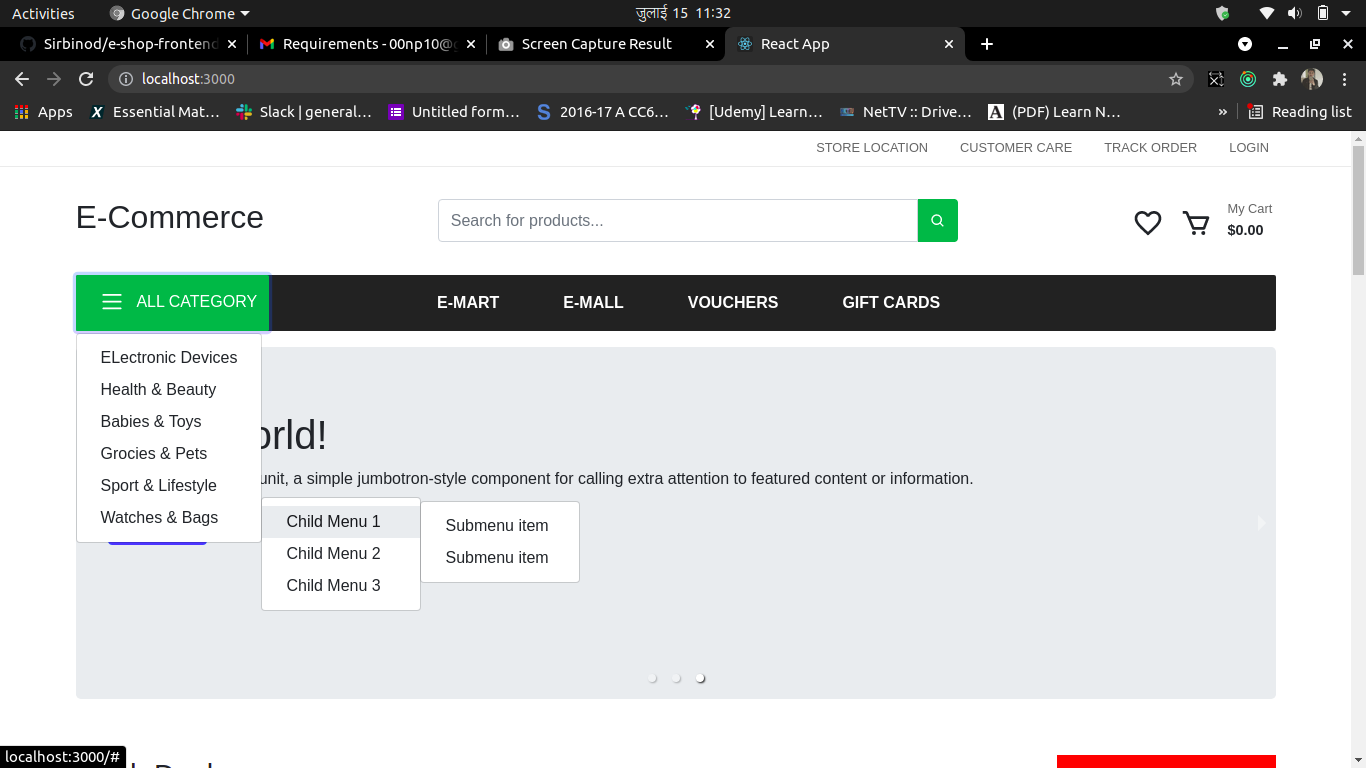 Activities Google Chrome जुलाई 15 11:32
Sirbinod/e-shop-frontend Requirements - 00np10@g Screen Capture Result React App
localhost:3000
Apps Essential Mat… Slack | general… Untitled form… 2016-17 A CC6… [Udemy] Learn… NetTV :: Drive… (PDF) Learn N… » Reading list
STORE LOCATION CUSTOMER CARE TRACK ORDER LOGIN
E-Commerce
Search for products...
My Cart
$0.00
ALL CATEGORY E-MART E-MALL VOUCHERS GIFT CARDS
ELectronic Devices
Health & Beauty
Babies & Toys
Grocies & Pets
Sport & Lifestyle
Watches & Bags
orld!
unit, a simple jumbotron-style component for calling extra attention to featured content or information.
Child Menu 1
Child Menu 2
Child Menu 3
Submenu item
Submenu item
localhost:3000/#